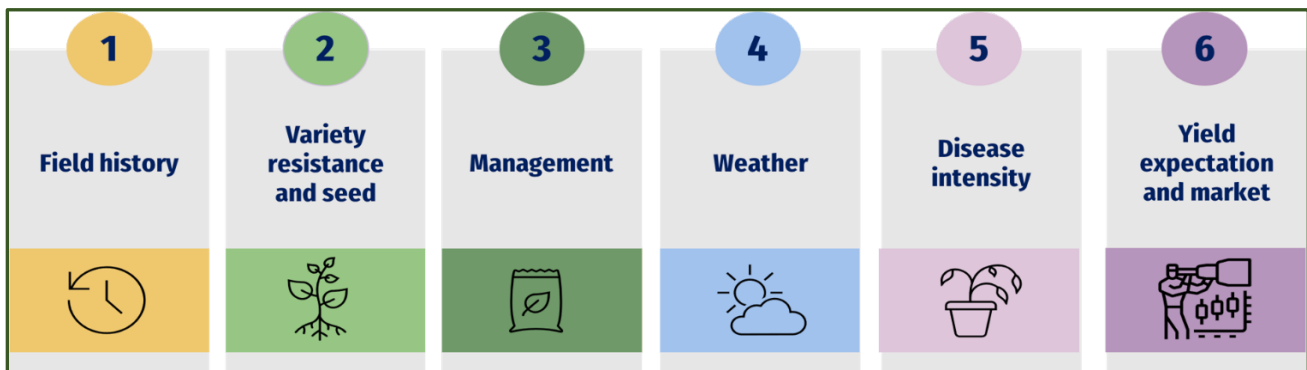 1
Field history
2
Variety
resistance
and seed
3
Management
4
Weather
5
Disease
intensity
6
Yield
expectation
and market